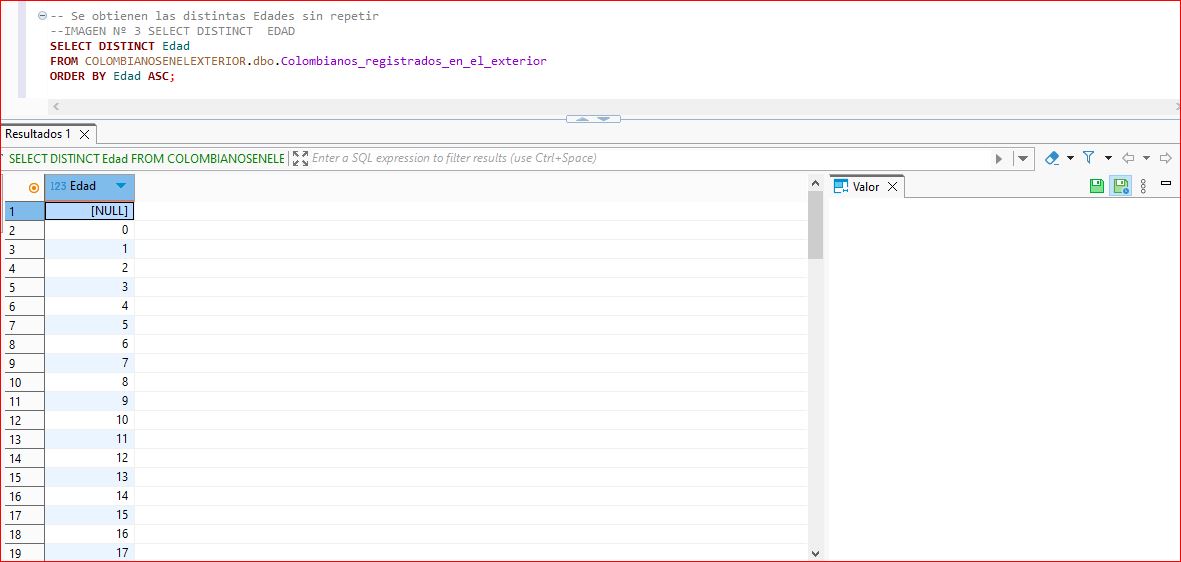 -- Se obtienen las distintas Edades sin repetir
--IMAGEN Nº 3 SELECT DISTINCT  EDAD
SELECT DISTINCT Edad
FROM COLOMBIANOSENELEXTERIOR.dbo.Colombianos_registrados_en_el_exterior
ORDER BY Edad ASC;
Resultados 1
SELECT DISTINCT Edad FROM COLOMBIANOSENELE Enter a SQL expression to filter results (use Ctrl+Space)
123 Edad Valor
1 [NULL]
2 0
3 1
4 2
5 3
6 4
7 5
8 6
9 7
10 8
11 9
12 10
13 11
14 12
15 13
16 14
17 15
18 16
19 17